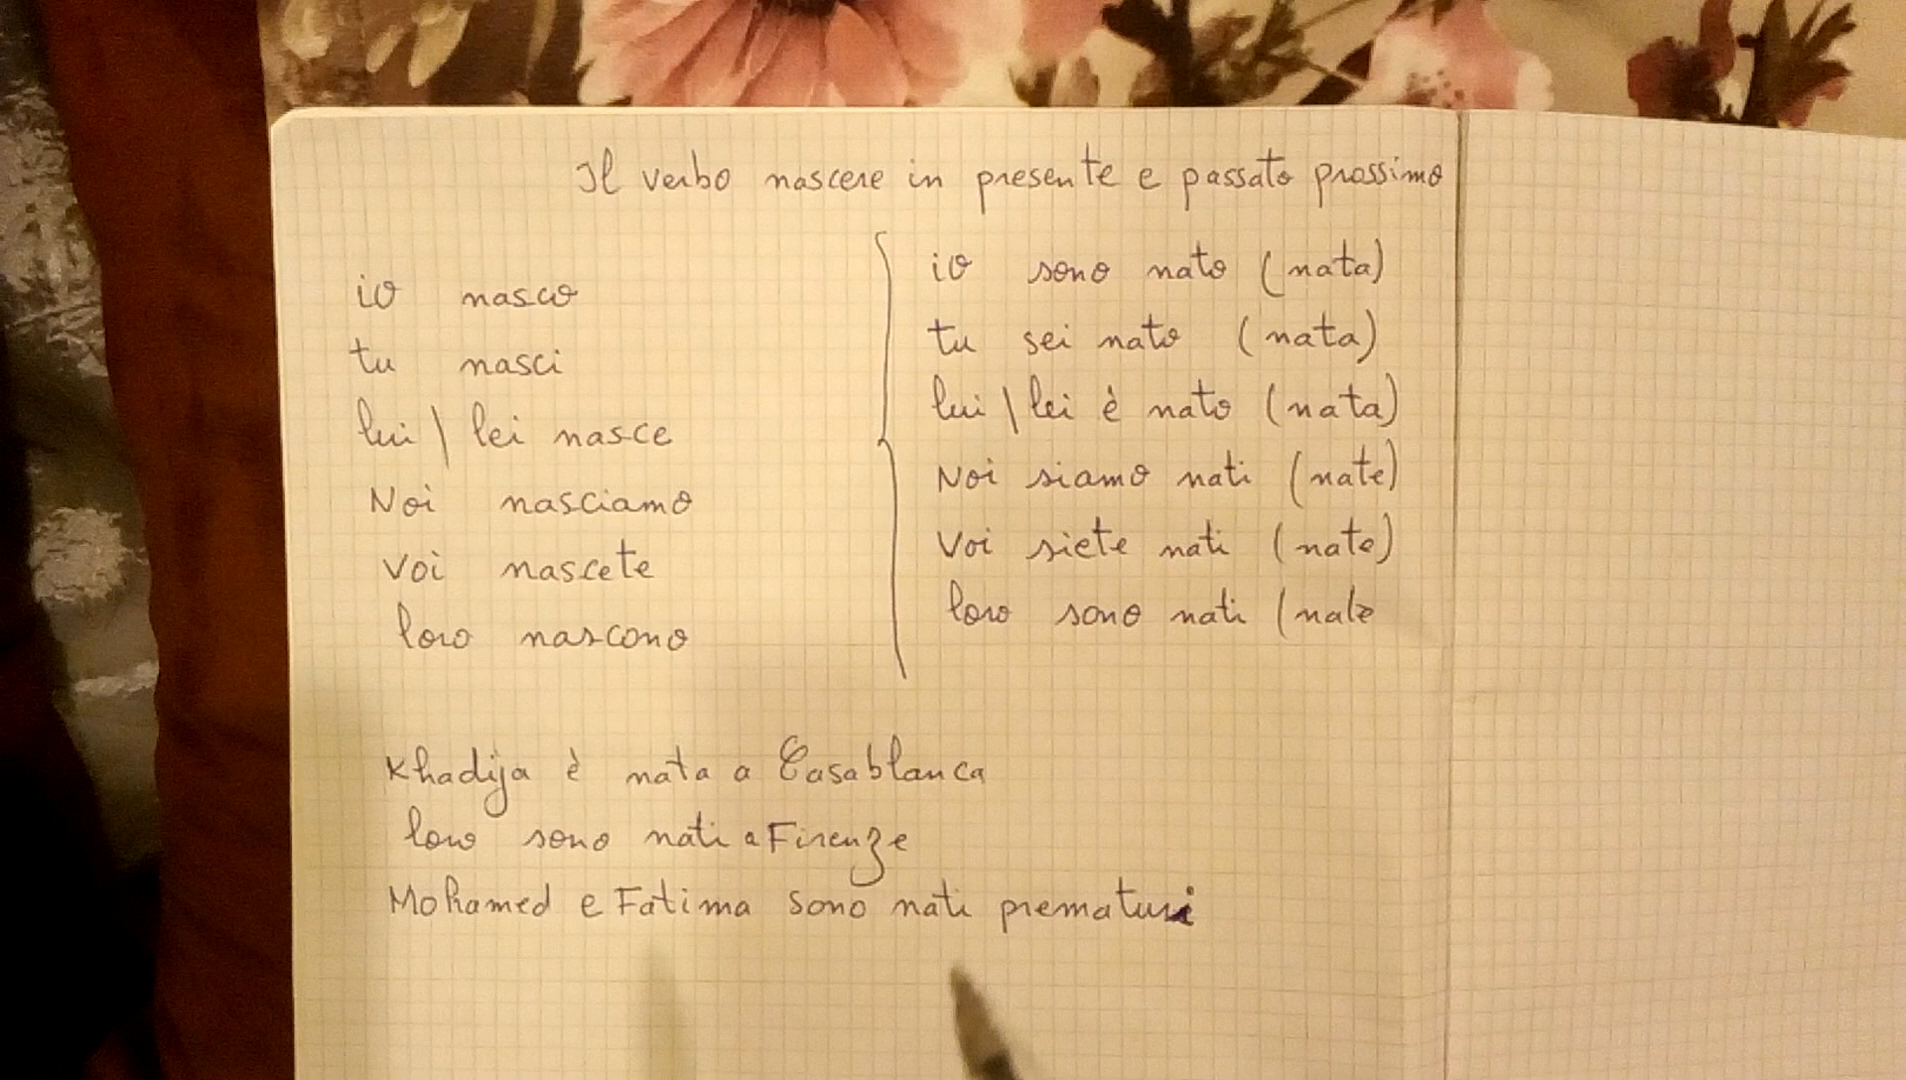 Il verbo nascere in presente e passato prossimo
io nasco
tu nasci
lui \ lei nasce
Noi nasciamo
Voi nascete
loro nascono
io sono nato (nata)
tu sei nato (nata)
lui \ lei è nato (nata)
Noi siamo nati (nate)
Voi siete nati (nate)
loro sono nati (nate
Khadija è nata a Casablanca
loro sono nati a Firenze
Mohamed e Fatima sono nati prematuri